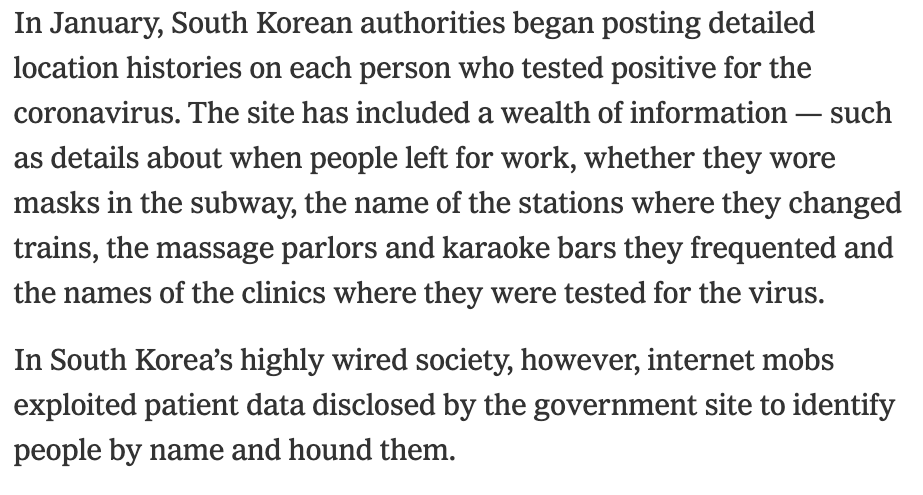 In January, South Korean authorities began posting detailed
location histories on each person who tested positive for the
coronavirus. The site has included a wealth of information — such
as details about when people left for work, whether they wore
masks in the subway, the name of the stations where they changed
trains, the massage parlors and karaoke bars they frequented and
the names of the clinics where they were tested for the virus.
In South Korea’s highly wired society, however, internet mobs
exploited patient data disclosed by the government site to identify
people by name and hound them.